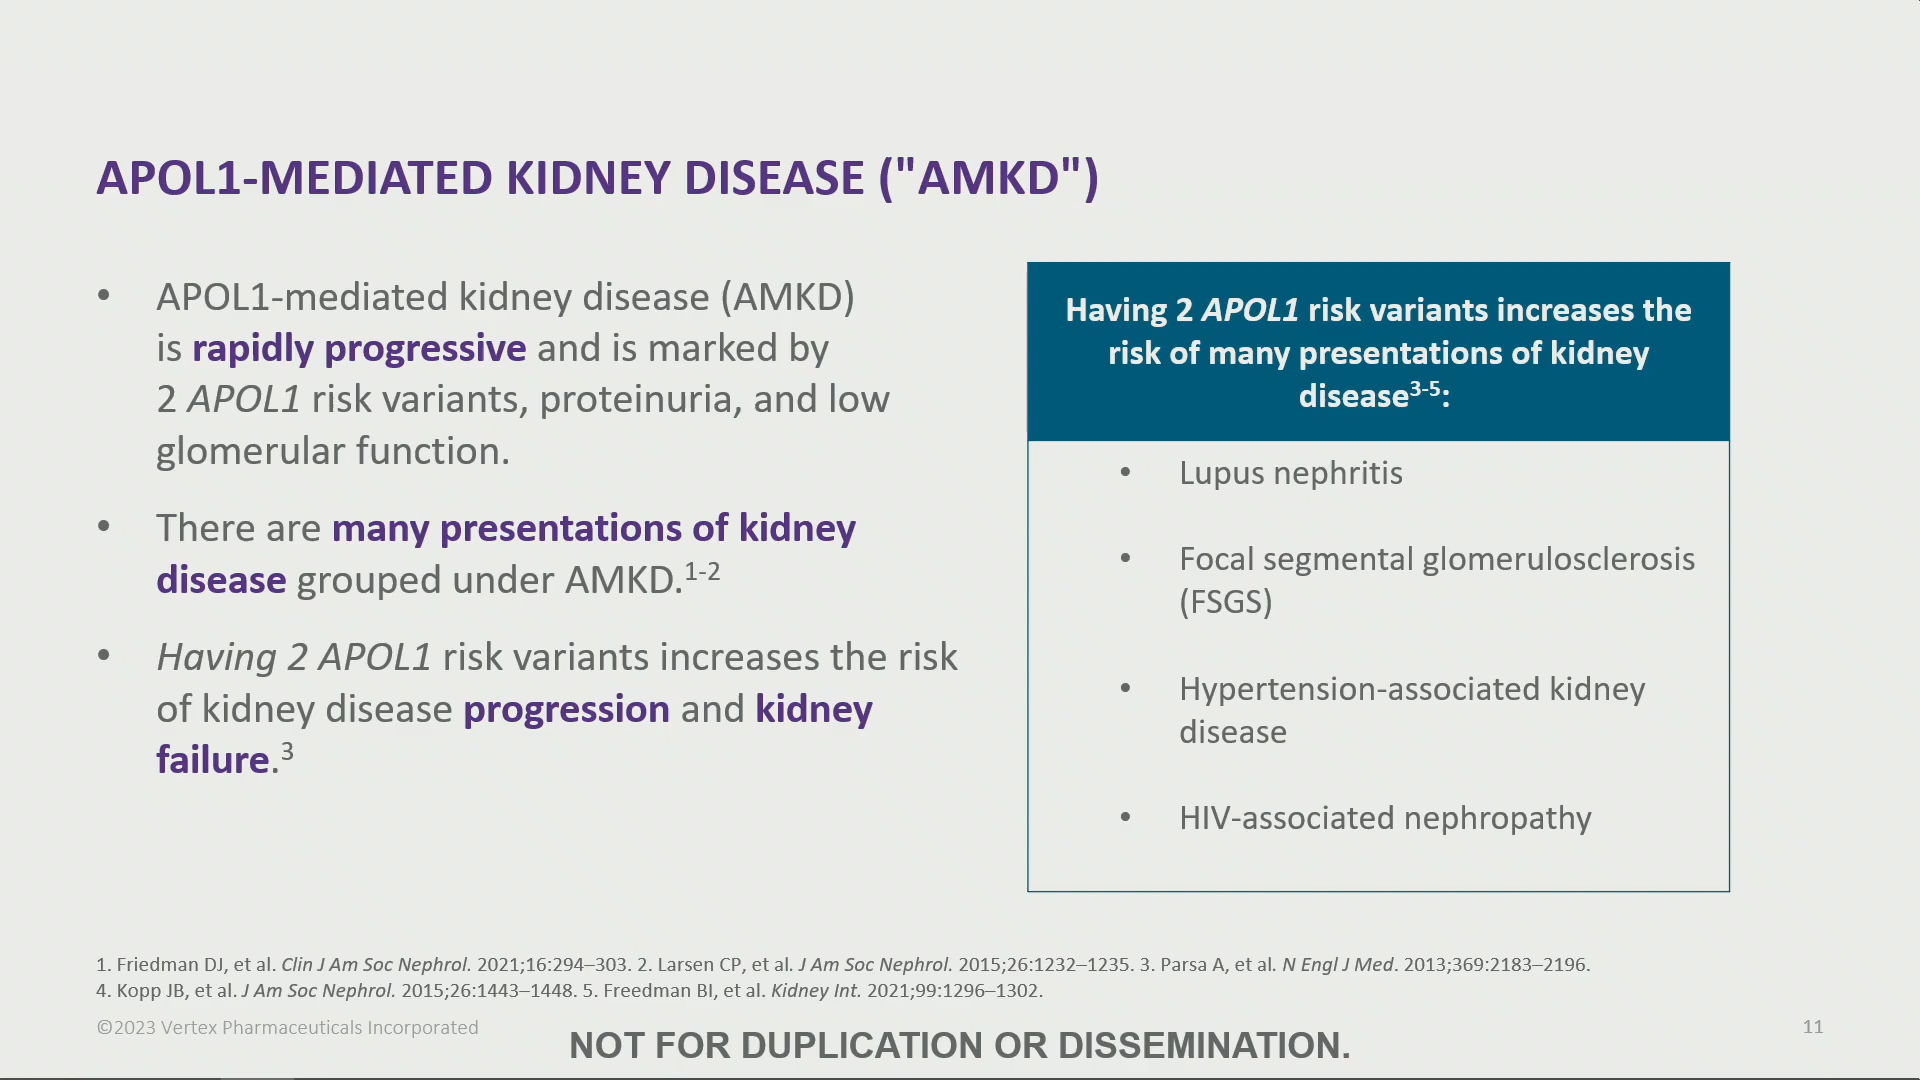 APOL1-MEDIATED KIDNEY DISEASE ("AMKD")
• APOL1-mediated kidney disease (AMKD)
is rapidly progressive and is marked by
2 APOL1 risk variants, proteinuria, and low
glomerular function.
• There are many presentations of kidney
disease grouped under AMKD.1-2
• Having 2 APOL1 risk variants increases the risk
of kidney disease progression and kidney
failure.3
Having 2 APOL1 risk variants increases the
risk of many presentations of kidney
disease3-5:
• Lupus nephritis
• Focal segmental glomerulosclerosis
(FSGS)
• Hypertension-associated kidney
disease
• HIV-associated nephropathy
1. Friedman DJ, et al. Clin J Am Soc Nephrol. 2021;16:294–303. 2. Larsen CP, et al. J Am Soc Nephrol. 2015;26:1232–1235. 3. Parsa A, et al. N Engl J Med. 2013;369:2183–2196.
4. Kopp JB, et al. J Am Soc Nephrol. 2015;26:1443–1448. 5. Freedman BI, et al. Kidney Int. 2021;99:1296–1302.
©2023 Vertex Pharmaceuticals Incorporated
NOT FOR DUPLICATION OR DISSEMINATION.
11